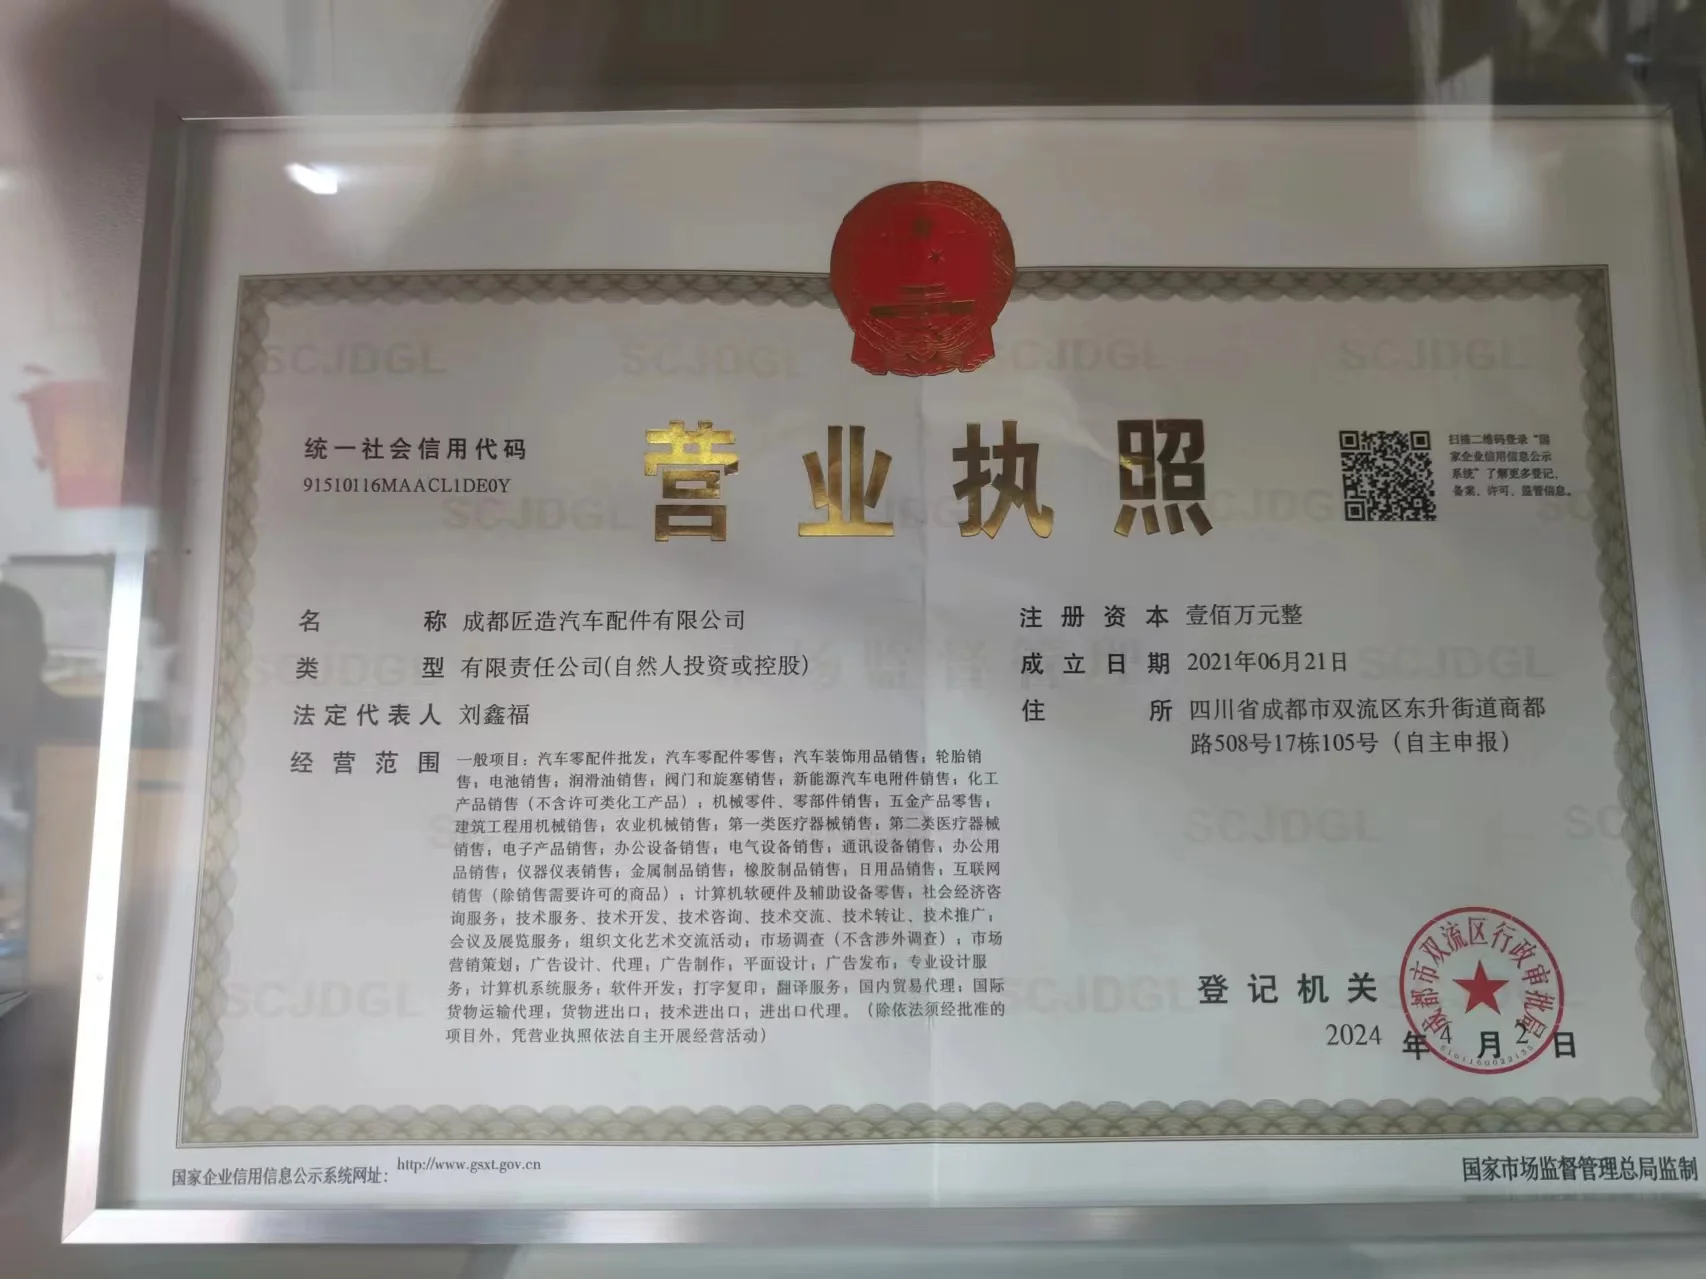 统一社会信用代码
91510116MAACL1DE0Y
营业执照
扫描二维码登录“国
家企业信用信息公示
系统”了解更多登记、
备案、许可、监管信息。
名称 成都匠造汽车配件有限公司
类型 有限责任公司(自然人投资或控股)
法定代表人 刘鑫福
经营范围 一般项目：汽车零配件批发；汽车零配件零售；汽车装饰用品销售；轮胎销
售；电池销售；润滑油销售；阀门和旋塞销售；新能源汽车电附件销售；化工
产品销售（不含许可类化工产品）；机械零件、零部件销售；五金产品零售；
建筑工程用机械销售；农业机械销售；第一类医疗器械销售；第二类医疗器械
销售；电子产品销售；办公设备销售；电气设备销售；通讯设备销售；办公用
品销售；仪器仪表销售；金属制品销售；橡胶制品销售；日用品销售；互联网
销售（除销售需要许可的商品）；计算机软硬件及辅助设备零售；社会经济咨
询服务；技术服务、技术开发、技术咨询、技术交流、技术转让、技术推广；
会议及展览服务；组织文化艺术交流活动；市场调查（不含涉外调查）；市场
营销策划；广告设计、代理；广告制作；平面设计；广告发布；专业设计服
务；计算机系统服务；软件开发；打字复印；翻译服务；国内贸易代理；国际
货物运输代理；货物进出口；技术进出口；进出口代理。（除依法须经批准的
项目外，凭营业执照依法自主开展经营活动）
注册资本 壹佰万元整
成立日期 2021年06月21日
住所 四川省成都市双流区东升街道商都
路508号17栋105号（自主申报）
登记机关
成都市双流区行政审批局
2024年4月2日
国家企业信用信息公示系统网址：http://www.gsxt.gov.cn
国家市场监督管理总局监制